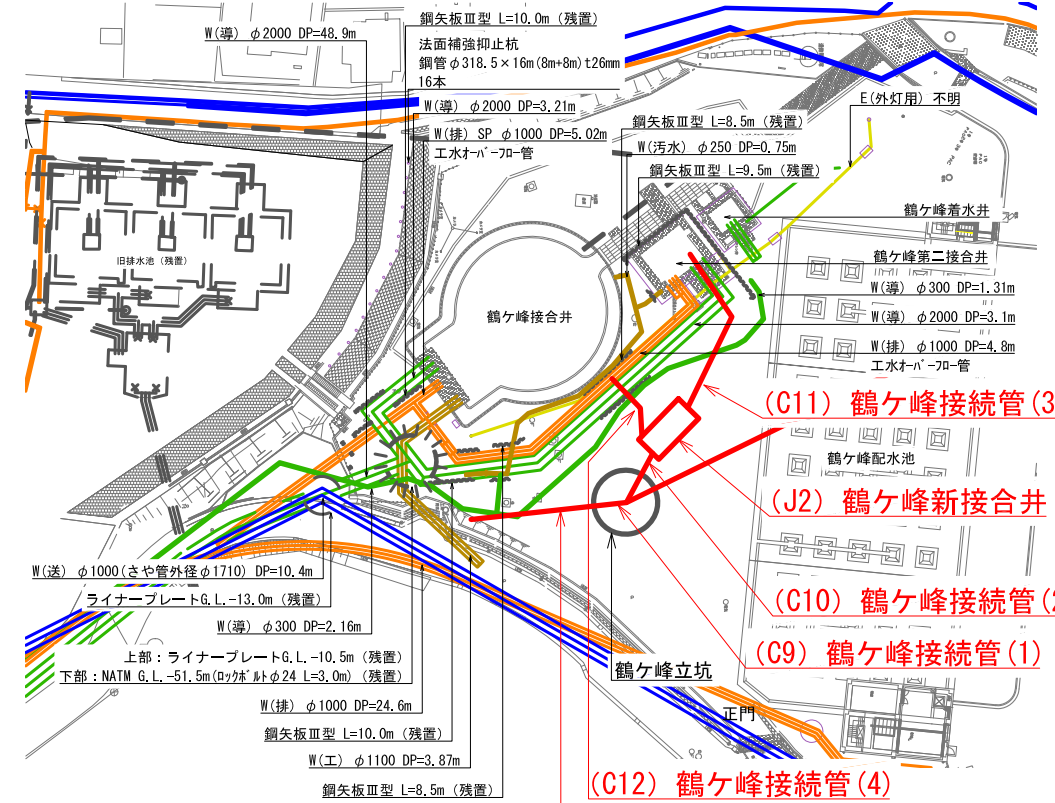 W(導) φ2000 DP=48.9m
鋼矢板Ⅲ型 L=10.0m (残置)
法面補強抑止杭
鋼管φ318.5×16m(8m+8m)t26mm
16本
W(導) φ2000 DP=3.21m
W(排) SP φ1000 DP=5.02m
工水オーバーフロー管
E(外灯用) 不明
鋼矢板Ⅲ型 L=8.5m (残置)
W(汚水) φ250 DP=0.75m
鋼矢板Ⅲ型 L=9.5m (残置)
鶴ケ峰着水井
鶴ケ峰第二接合井
旧排水池 (残置)
W(導) φ300 DP=1.31m
鶴ケ峰接合井
W(導) φ2000 DP=3.1m
W(排) φ1000 DP=4.8m
工水オーバーフロー管
(C11) 鶴ケ峰接続管(3
鶴ケ峰配水池
(J2) 鶴ケ峰新接合井
W(送) φ1000(さや管外径φ1710) DP=10.4m
ライナープレートG.L.-13.0m (残置)
(C10) 鶴ケ峰接続管(2
W(導) φ300 DP=2.16m
(C9) 鶴ケ峰接続管(1)
上部：ライナープレートG.L.-10.5m (残置)
下部：NATM G.L.-51.5m(ロックボルトφ24 L=3.0m) (残置)
鶴ケ峰立坑
W(排) φ1000 DP=24.6m
正門
鋼矢板Ⅲ型 L=10.0m (残置)
W(工) φ1100 DP=3.87m
(C12) 鶴ケ峰接続管(4)
鋼矢板Ⅲ型 L=8.5m (残置)